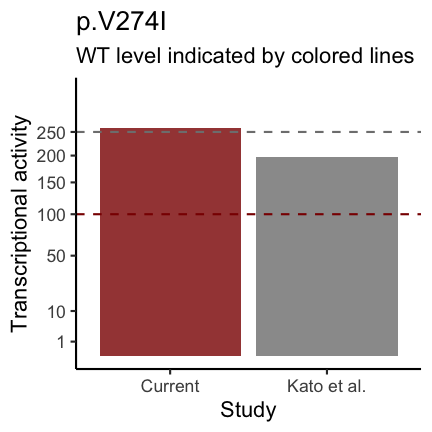 p.V274I
WT level indicated by colored lines
Transcriptional activity
250
200
150
100
50
10
1
Current
Kato et al.
Study